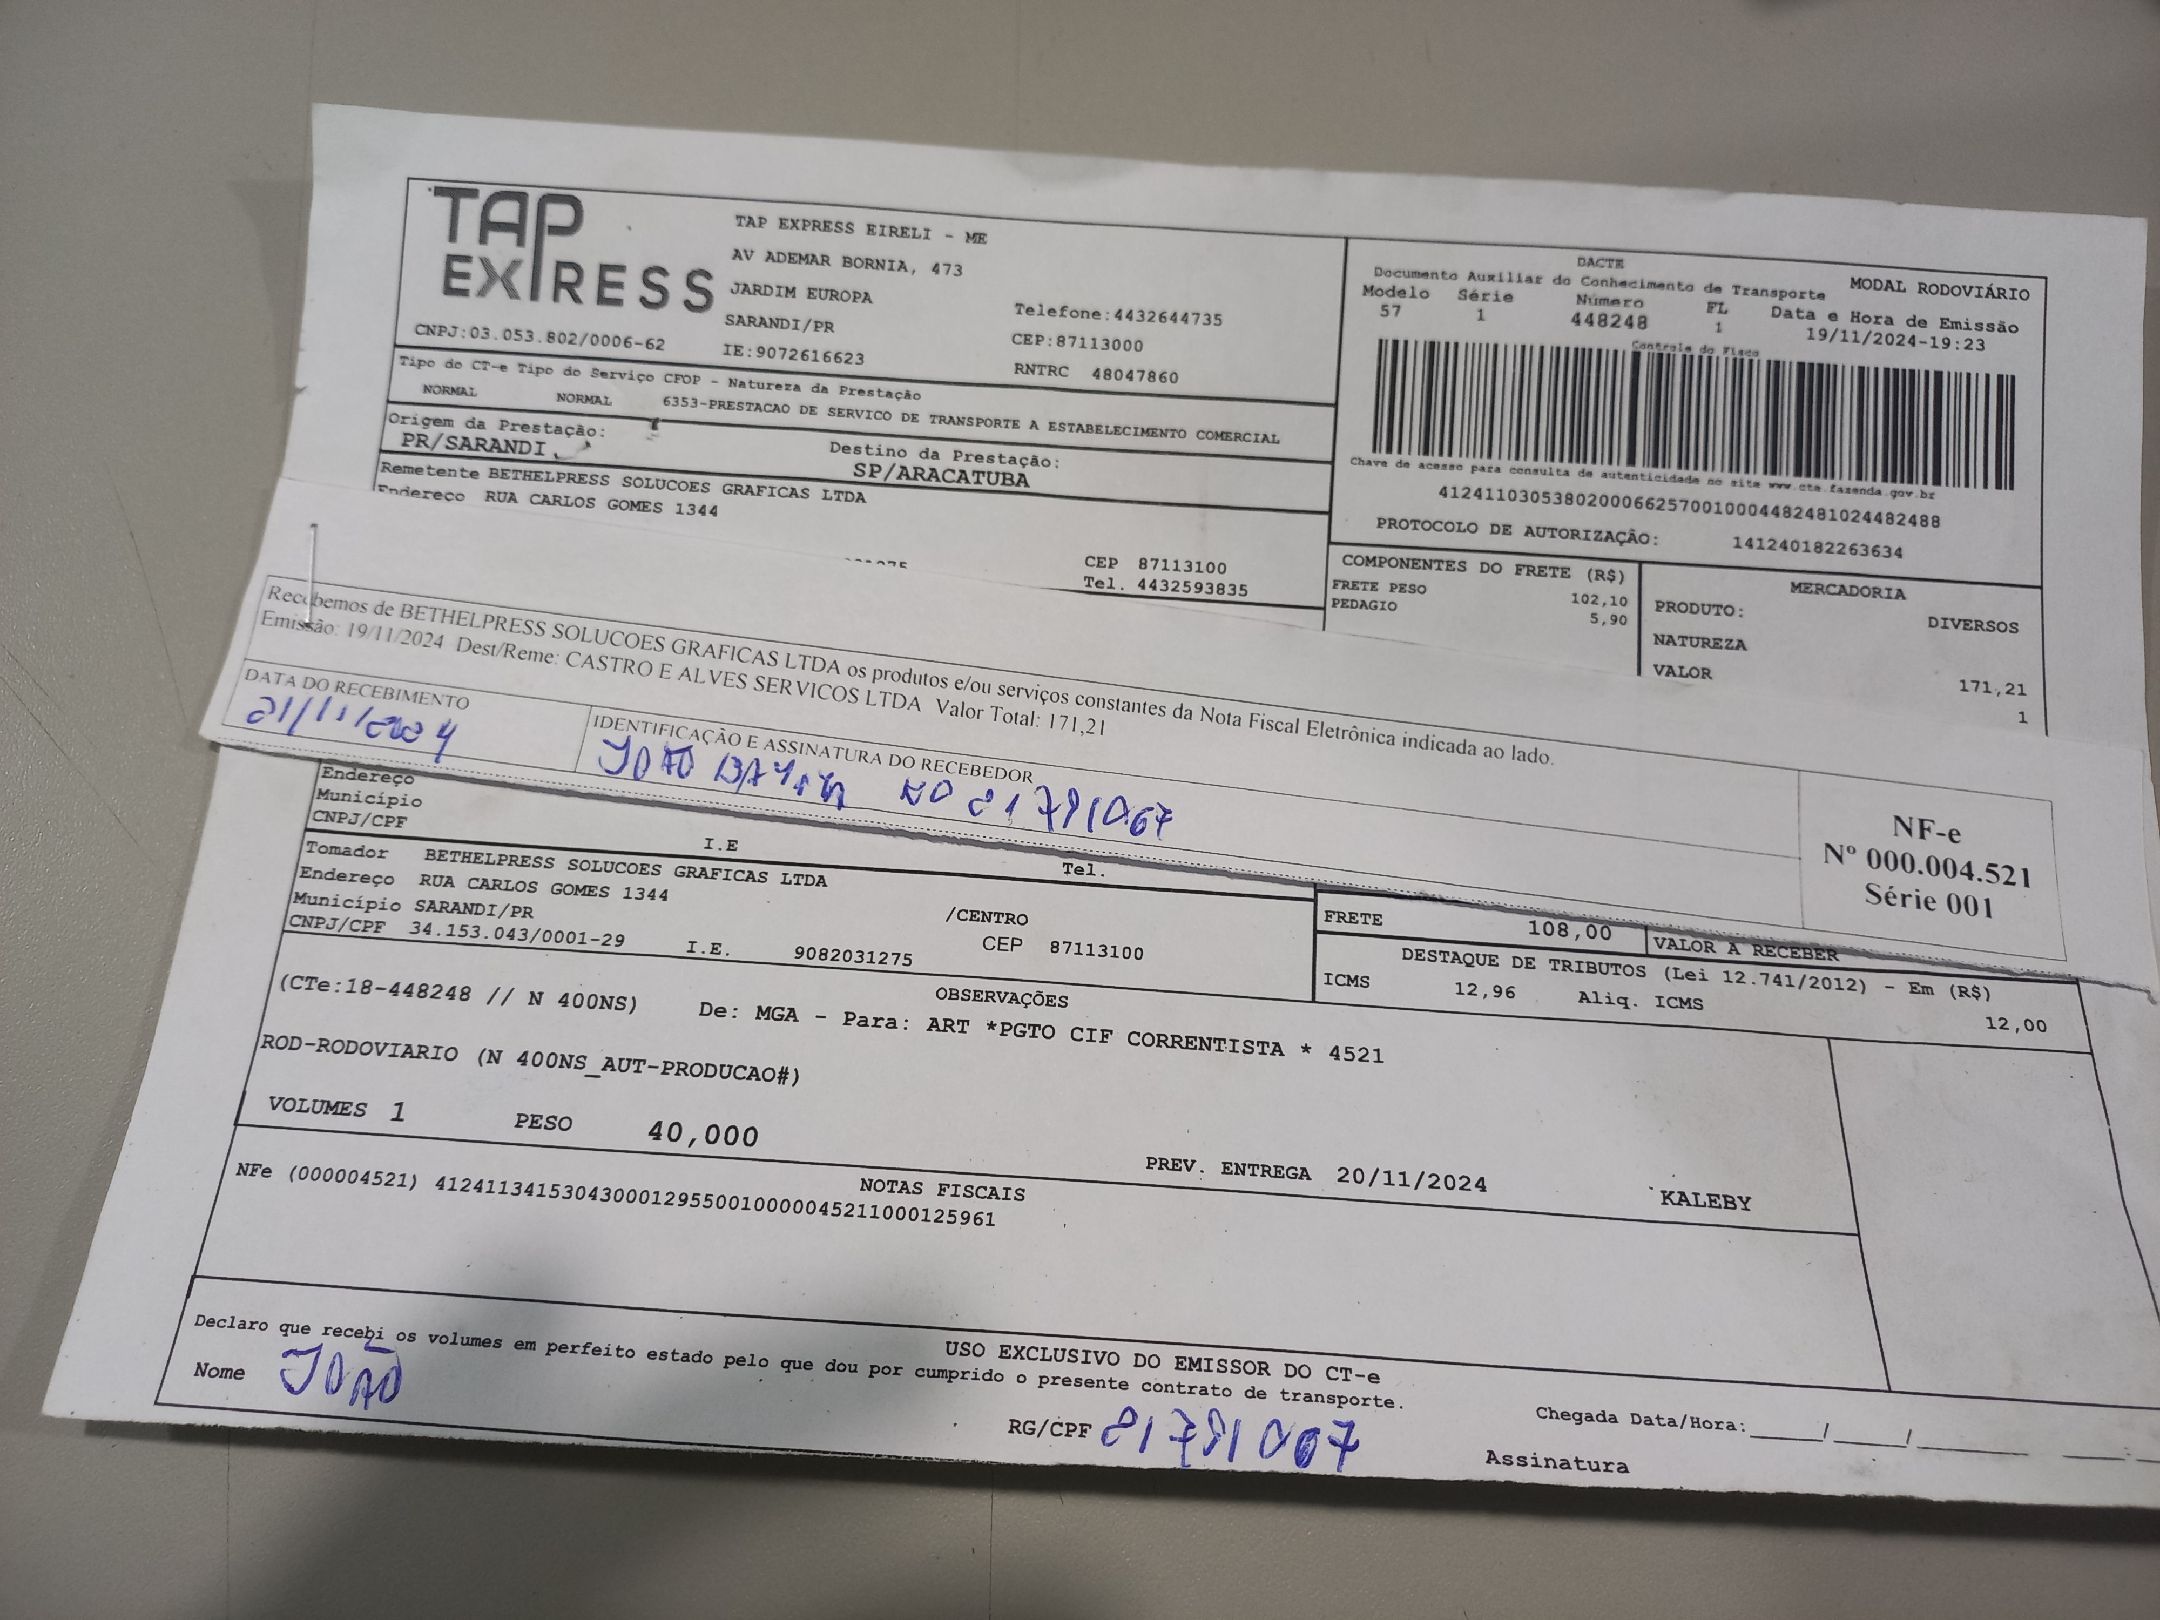 TAP EXPRESS
TAP EXPRESS EIRELI - ME
AV ADEMAR BORNIA, 473
JARDIM EUROPA
SARANDI/PR
Telefone:4432644735
CEP:87113000
CNPJ:03.053.802/0006-62
IE:9072616623
RNTRC 48047860
DACTE
Documento Auxiliar do Conhecimento de Transporte
MODAL RODOVIÁRIO
Modelo Série Número FL Data e Hora de Emissão
57 1 448248 1 19/11/2024-19:23
Controle do Fisco
Tipo do CT-e Tipo do Serviço CFOP - Natureza da Prestação
NORMAL NORMAL 6353-PRESTACAO DE SERVICO DE TRANSPORTE A ESTABELECIMENTO COMERCIAL
Origem da Prestação:
PR/SARANDI
Destino da Prestação:
SP/ARACATUBA
Chave de acesso para consulta de autenticidade no site www.cte.fazenda.gov.br
41241103053802000662570010004482481024482488
PROTOCOLO DE AUTORIZAÇÃO: 141240182263634
Remetente BETHELPRESS SOLUCOES GRAFICAS LTDA
Endereço RUA CARLOS GOMES 1344
CEP 87113100
Tel. 4432593835
COMPONENTES DO FRETE (R$)
FRETE PESO 102,10
PEDAGIO 5,90
MERCADORIA
PRODUTO: DIVERSOS
NATUREZA
VALOR 171,21
1
Recebemos de BETHELPRESS SOLUCOES GRAFICAS LTDA os produtos e/ou serviços constantes da Nota Fiscal Eletrônica indicada ao lado.
Emissão: 19/11/2024 Dest/Reme: CASTRO E ALVES SERVICOS LTDA Valor Total: 171,21
DATA DO RECEBIMENTO
21/11/2024
IDENTIFICAÇÃO E ASSINATURA DO RECEBEDOR
JOÃO
NF-e
Nº 000.004.521
Série 001
Endereço
Município
CNPJ/CPF I.E Tel.
Tomador BETHELPRESS SOLUCOES GRAFICAS LTDA
Endereço RUA CARLOS GOMES 1344 /CENTRO
Município SARANDI/PR CEP 87113100
CNPJ/CPF 34.153.043/0001-29 I.E. 9082031275
FRETE 108,00 VALOR A RECEBER
DESTAQUE DE TRIBUTOS (Lei 12.741/2012) - Em (R$)
ICMS 12,96 Aliq. ICMS 12,00
OBSERVAÇÕES
(CTe:18-448248 // N 400NS) De: MGA - Para: ART *PGTO CIF CORRENTISTA * 4521
ROD-RODOVIARIO (N 400NS_AUT-PRODUCAO#)
VOLUMES 1 PESO 40,000
PREV. ENTREGA 20/11/2024 KALEBY
NOTAS FISCAIS
NFe (000004521) 41241134153043000129550010000045211000125961
USO EXCLUSIVO DO EMISSOR DO CT-e
Declaro que recebi os volumes em perfeito estado pelo que dou por cumprido o presente contrato de transporte.
Nome JOÃO
RG/CPF
Chegada Data/Hora:_____/_____/_______
Assinatura